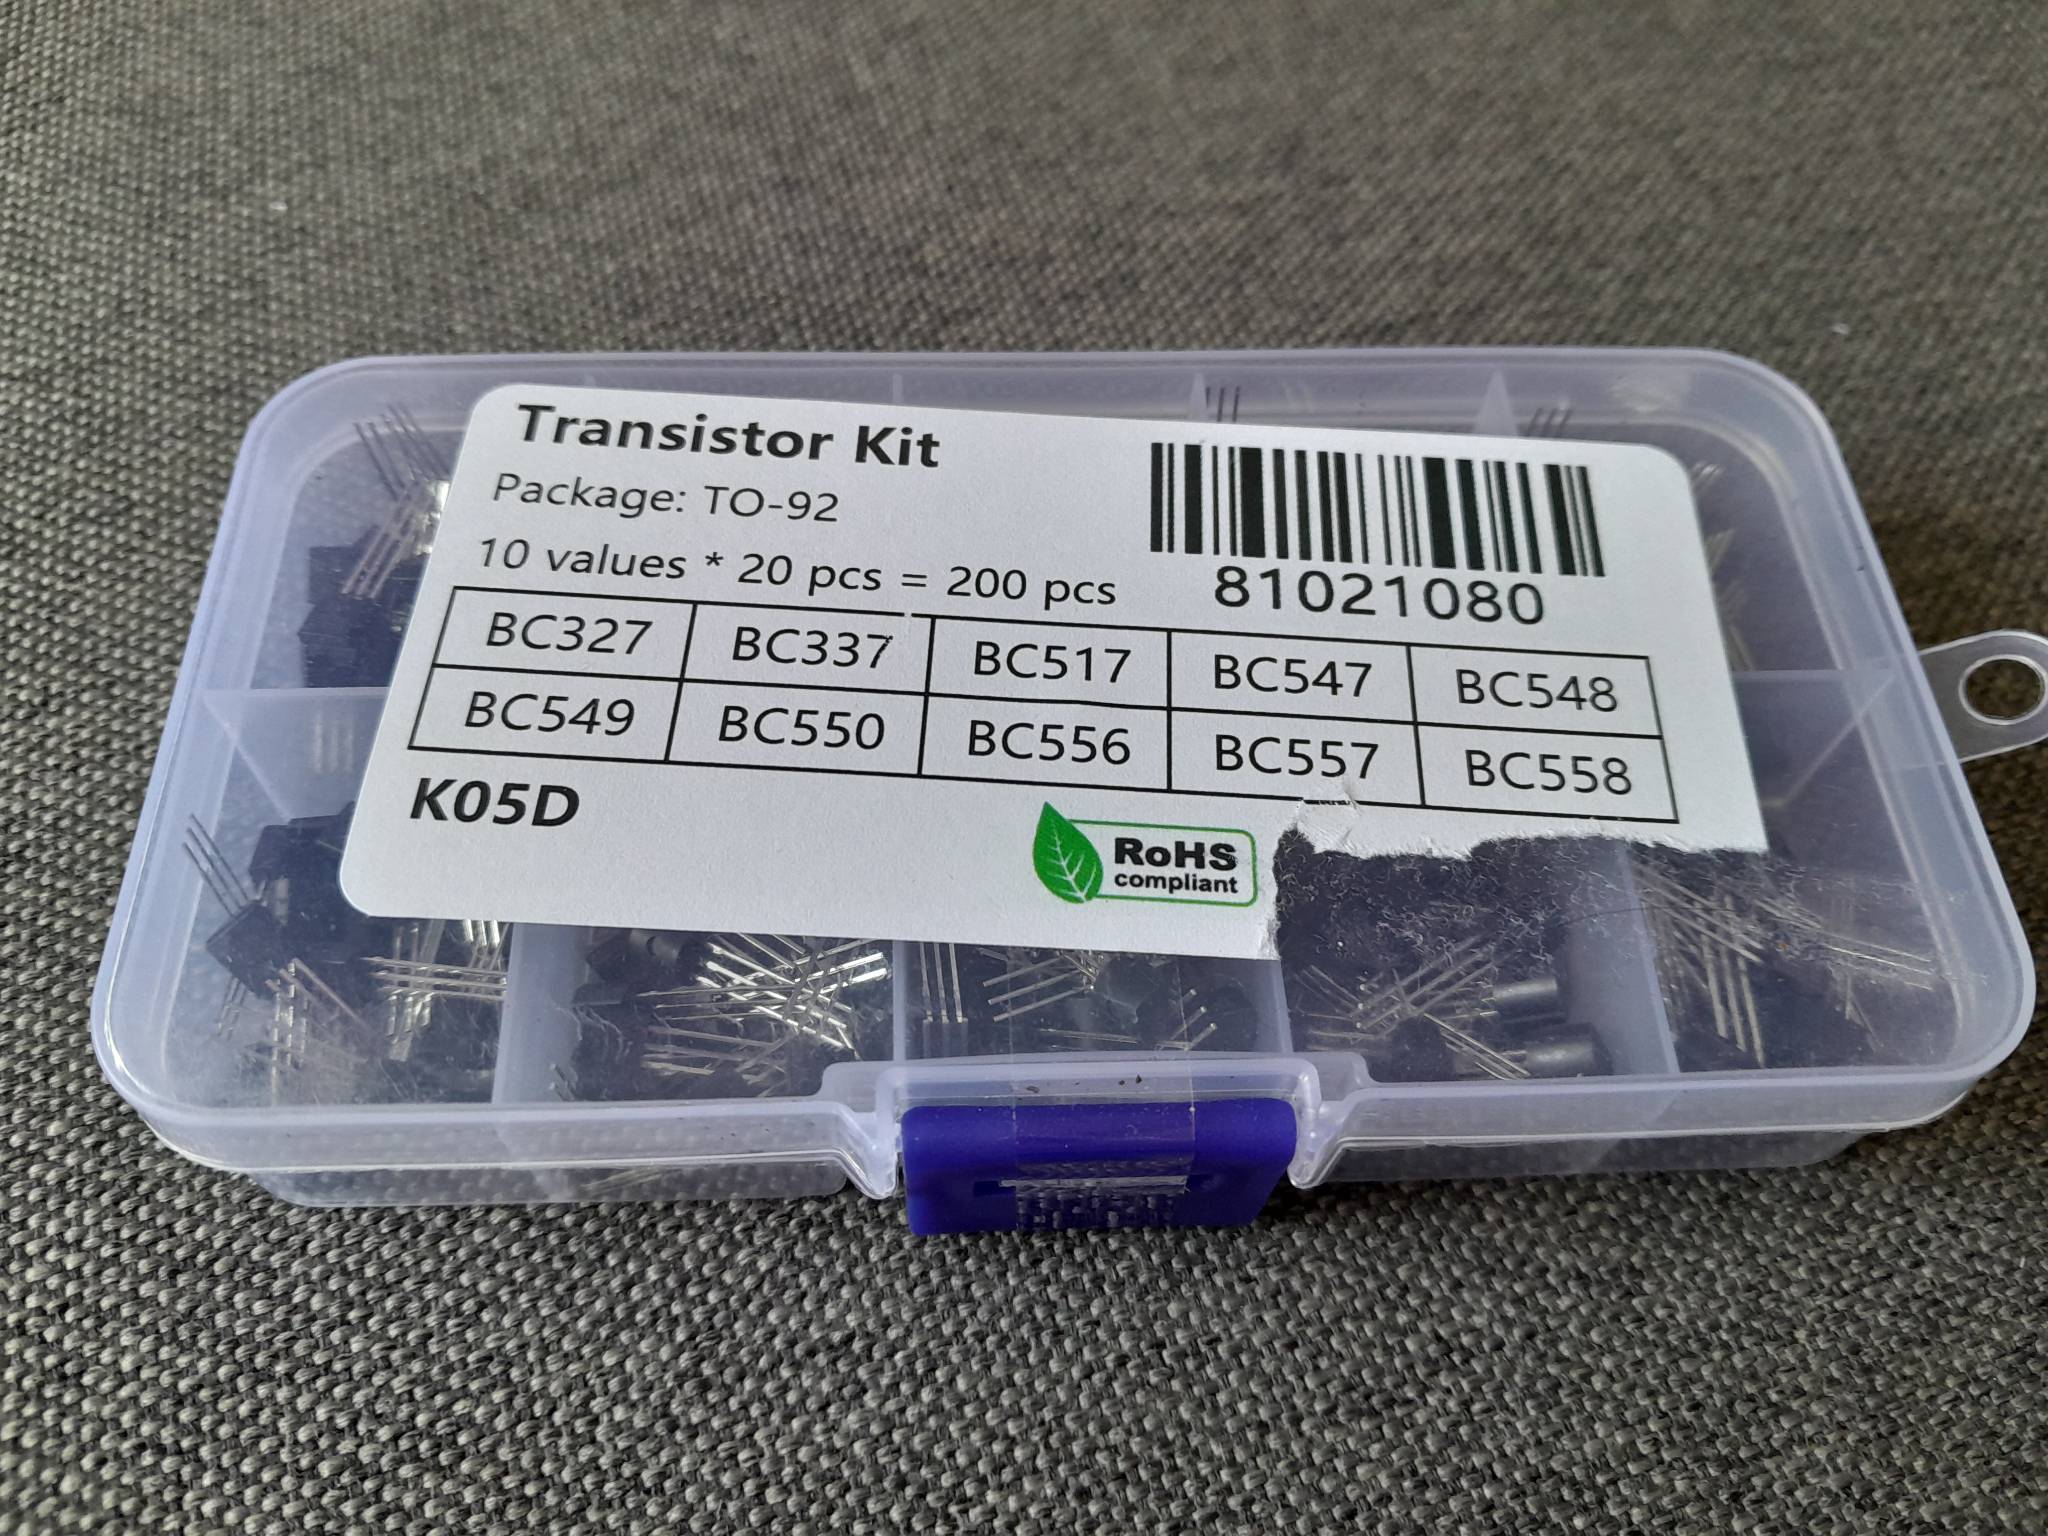 Transistor Kit
Package: TO-92
10 values * 20 pcs = 200 pcs
81021080
BC327 BC337 BC517 BC547 BC548
BC549 BC550 BC556 BC557 BC558
K05D
RoHS
compliant